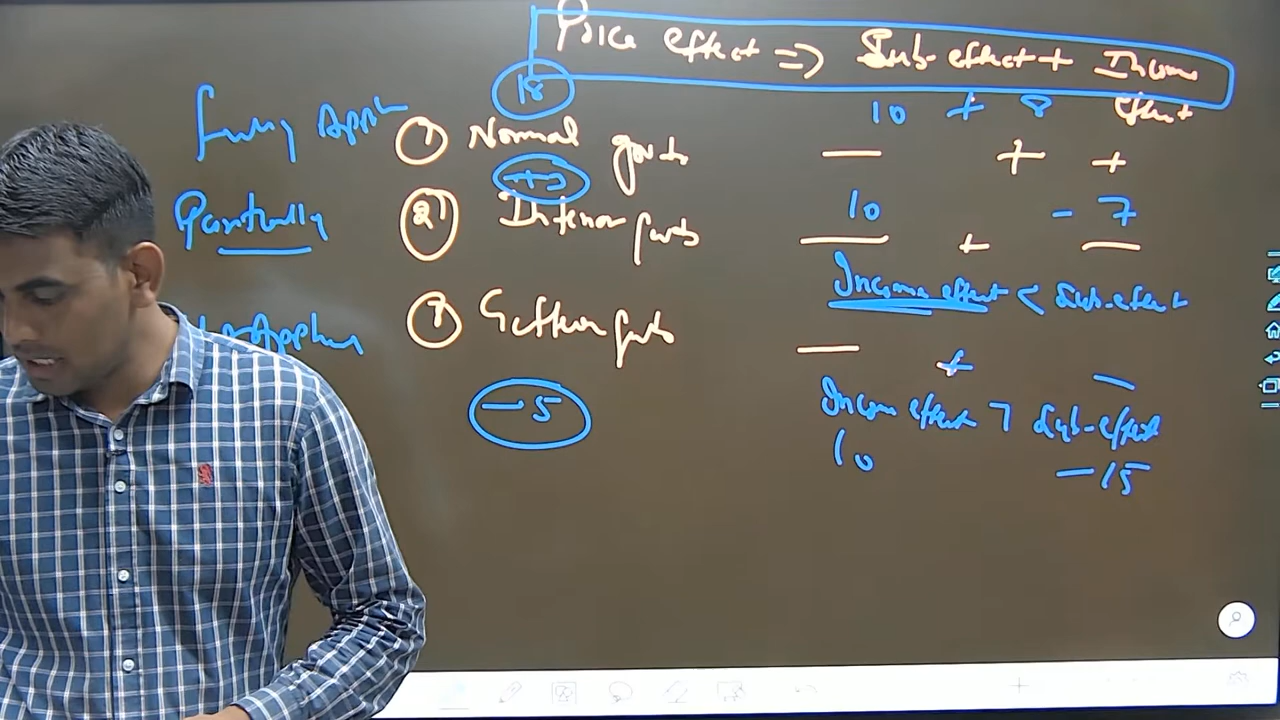 Price effect => Sub-effect + Income effect
18 10 + 8
Fully Appl
① Normal goods — + +
+3
Partially
② Inferior goods 10 - 7
— + —
Income effect < Sub-effect
Giffen goods — + —
Income effect > Sub-effect
-5 10 -15